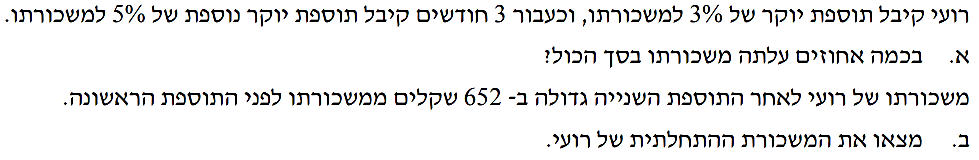 רועי קיבל תוספת יוקר של 3% למשכורתו, וכעבור 3 חודשים קיבל תוספת יוקר נוספת של 5% למשכורתו.
א. בכמה אחוזים עלתה משכורתו בסך הכול?
משכורתו של רועי לאחר התוספת השנייה גדולה ב- 652 שקלים ממשכורתו לפני התוספת הראשונה.
ב. מצאו את המשכורת ההתחלתית של רועי.